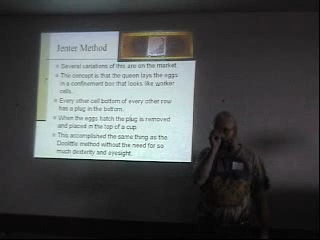 Jenter Method
Several variations of this are on the market
The concept is that the queen lays the eggs
in a confinement box that looks like worker
cells.
Every other cell bottom of every other row
has a plug in the bottom.
When the eggs hatch the plug is removed
and placed in the top of a cup.
This accomplished the same thing as the
Doolittle method without the need for so
much dexterity and eyesight.